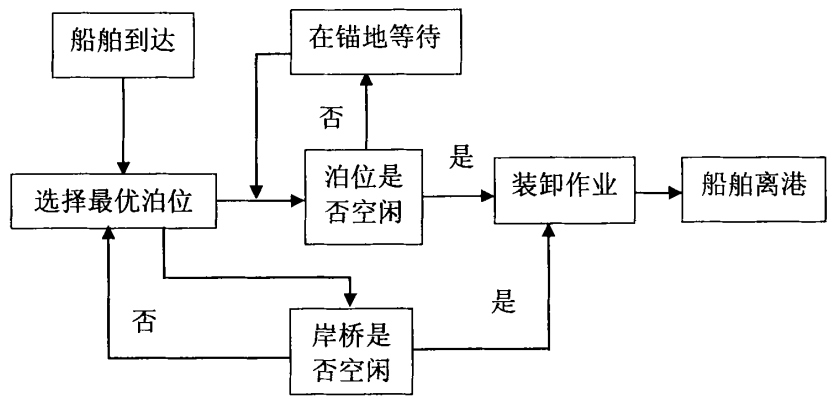 船舶到达
在锚地等待
否
是
选择最优泊位
泊位是
否空闲
装卸作业
船舶离港
否
是
岸桥是
否空闲